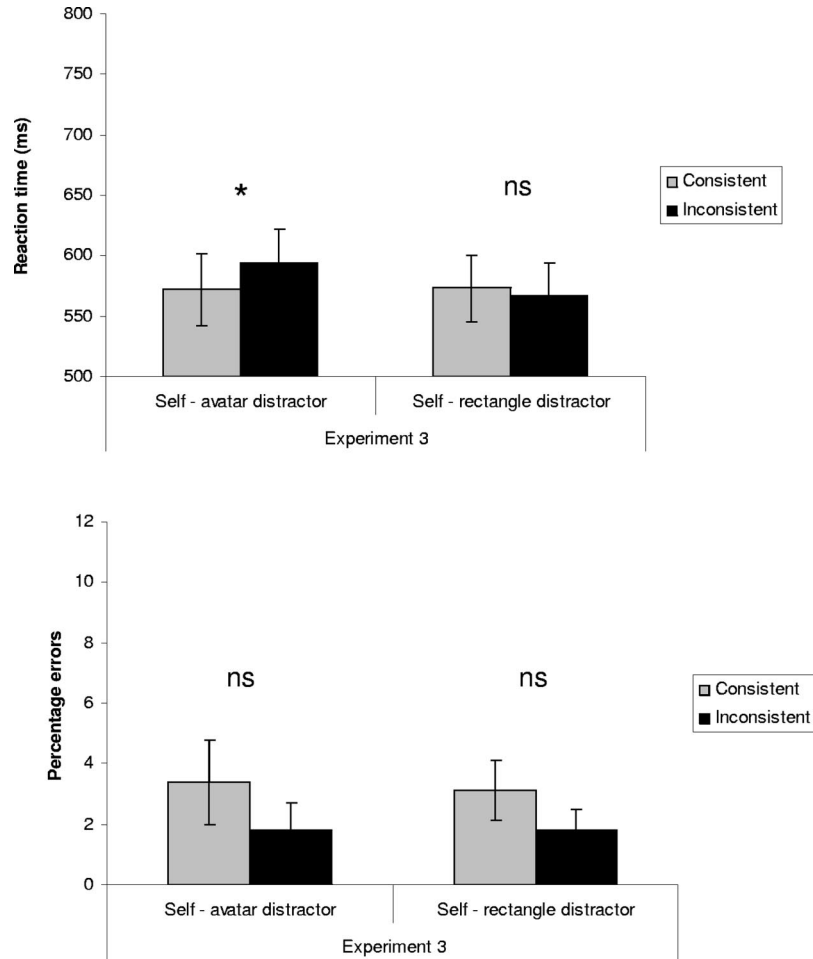 800
750
700
650
600
550
500
Reaction time (ms)
*
ns
Consistent
Inconsistent
Self - avatar distractor
Self - rectangle distractor
Experiment 3
12
10
8
6
4
2
0
Percentage errors
ns
ns
Consistent
Inconsistent
Self - avatar distractor
Self - rectangle distractor
Experiment 3